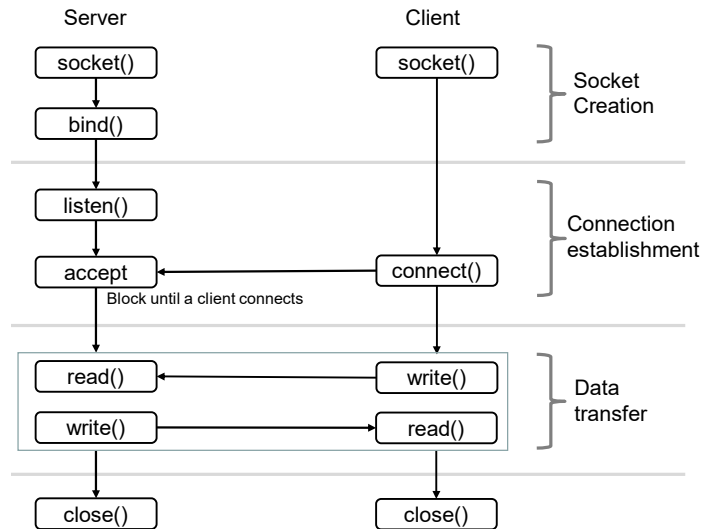 Server
Client
socket()
socket()
Socket
Creation
bind()
listen()
Connection
establishment
accept
connect()
Block until a client connects
read()
write()
Data
transfer
write()
read()
close()
close()